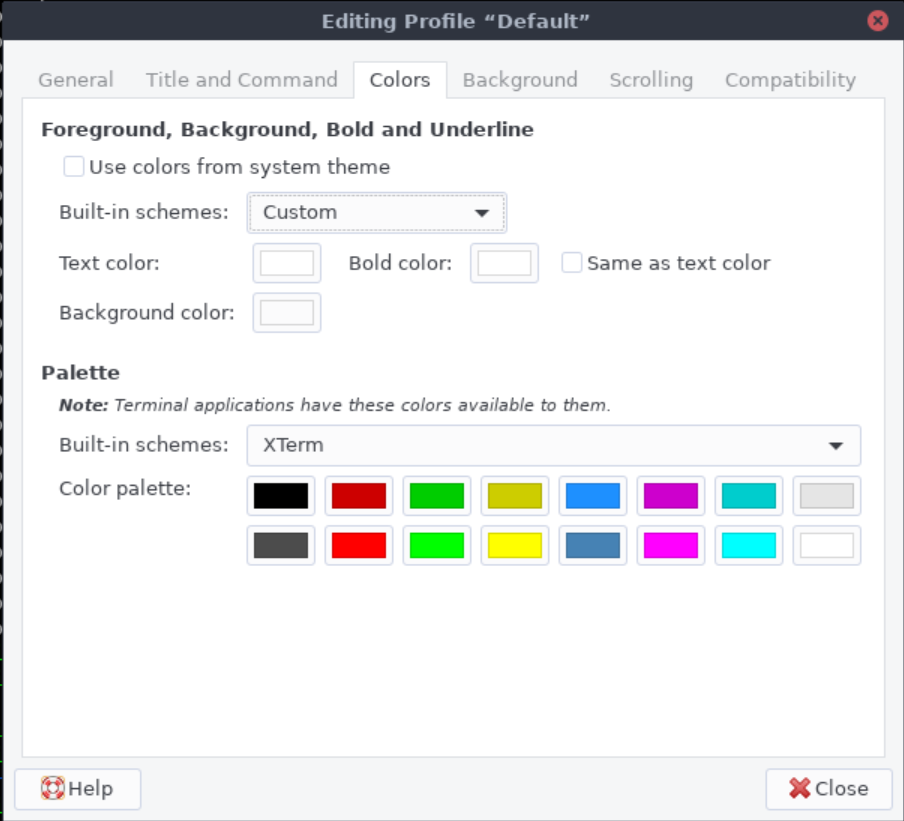 Editing Profile “Default”
General Title and Command Colors Background Scrolling Compatibility
Foreground, Background, Bold and Underline
Use colors from system theme
Built-in schemes: Custom
Text color: Bold color: Same as text color
Background color:
Palette
Note: Terminal applications have these colors available to them.
Built-in schemes: XTerm
Color palette:
Help Close